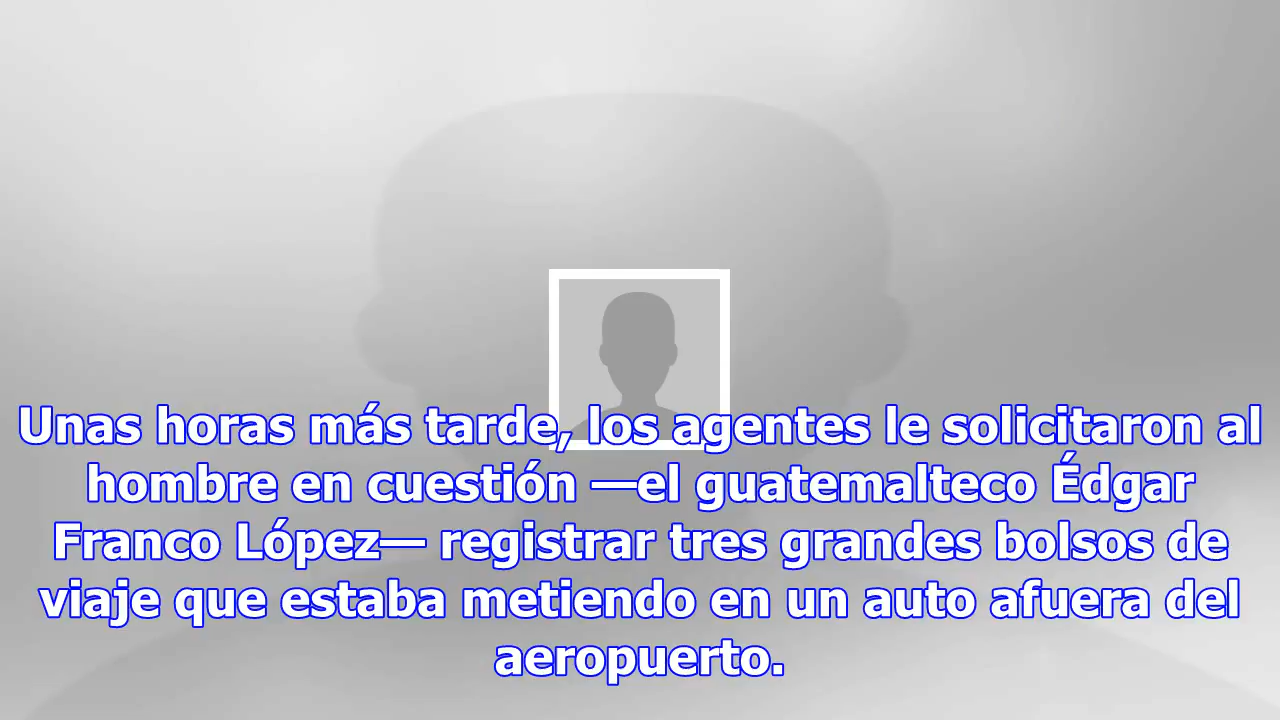 Unas horas más tarde, los agentes le solicitaron al
hombre en cuestión —el guatemalteco Édgar
Franco López— registrar tres grandes bolsos de
viaje que estaba metiendo en un auto afuera del
aeropuerto.